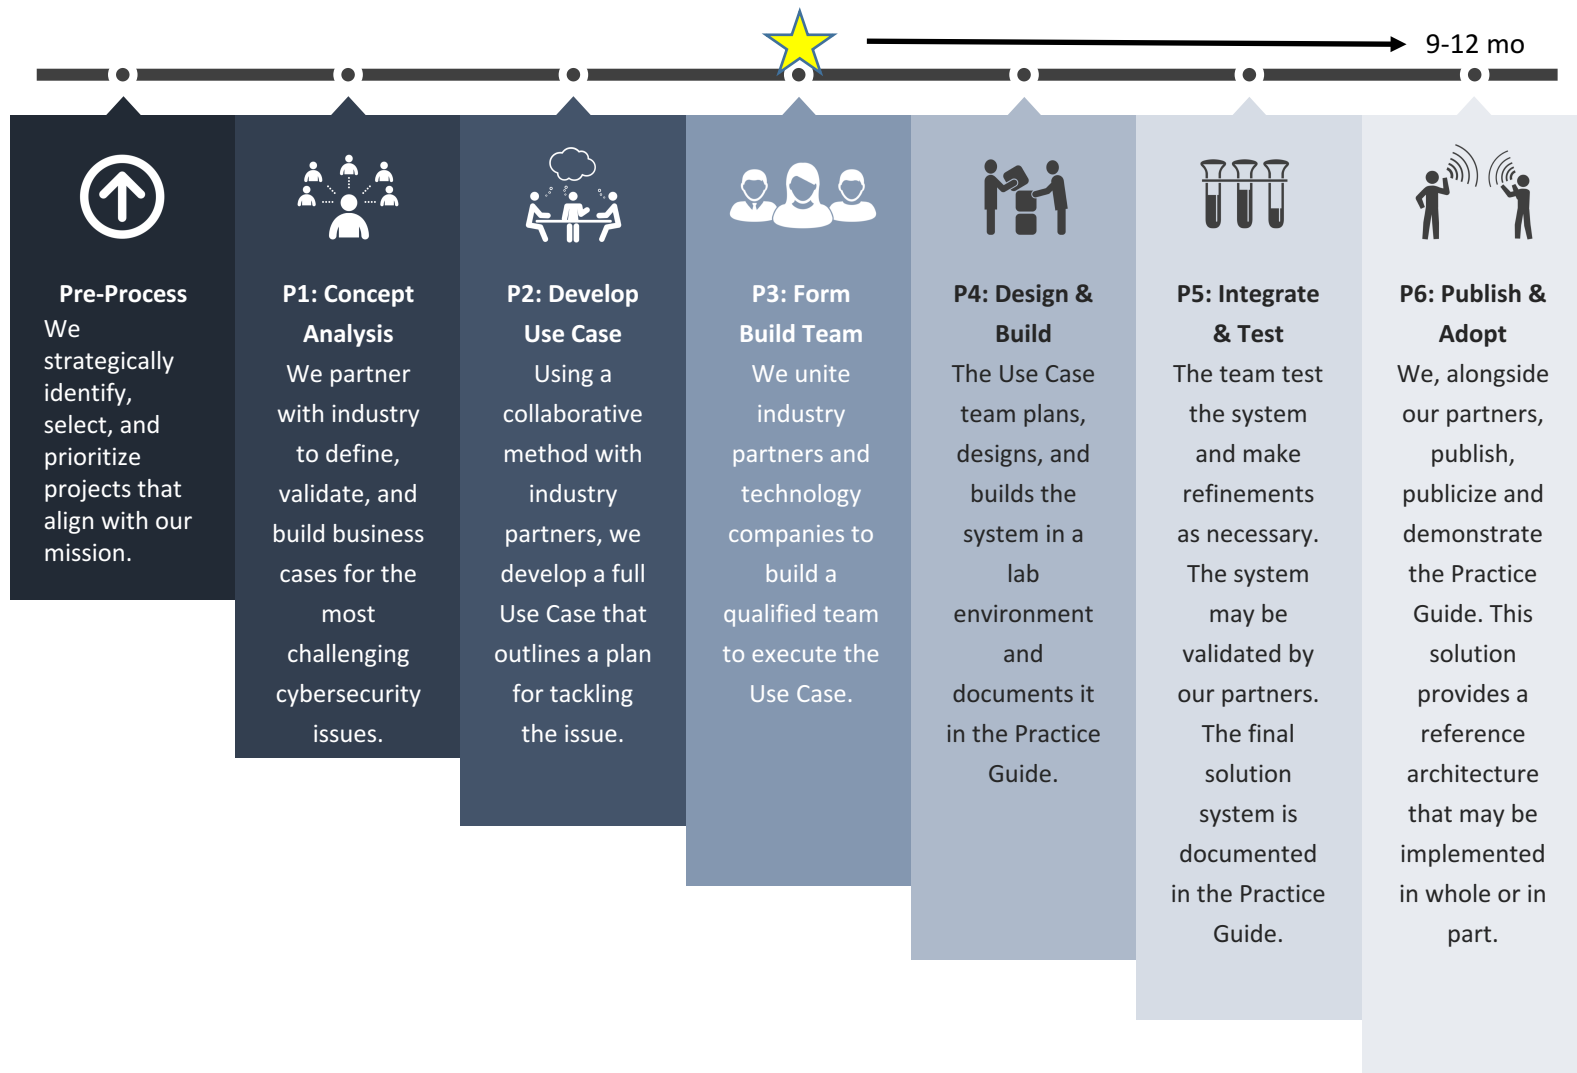 9-12 mo
Pre-Process
We
strategically
identify,
select, and
prioritize
projects that
align with our
mission.
P1: Concept
Analysis
We partner
with industry
to define,
validate, and
build business
cases for the
most
challenging
cybersecurity
issues.
P2: Develop
Use Case
Using a
collaborative
method with
industry
partners, we
develop a full
Use Case that
outlines a plan
for tackling
the issue.
P3: Form
Build Team
We unite
industry
partners and
technology
companies to
build a
qualified team
to execute the
Use Case.
P4: Design &
Build
The Use Case
team plans,
designs, and
builds the
system in a
lab
environment
and
documents it
in the Practice
Guide.
P5: Integrate
& Test
The team test
the system
and make
refinements
as necessary.
The system
may be
validated by
our partners.
The final
solution
system is
documented
in the Practice
Guide.
P6: Publish &
Adopt
We, alongside
our partners,
publish,
publicize and
demonstrate
the Practice
Guide. This
solution
provides a
reference
architecture
that may be
implemented
in whole or in
part.